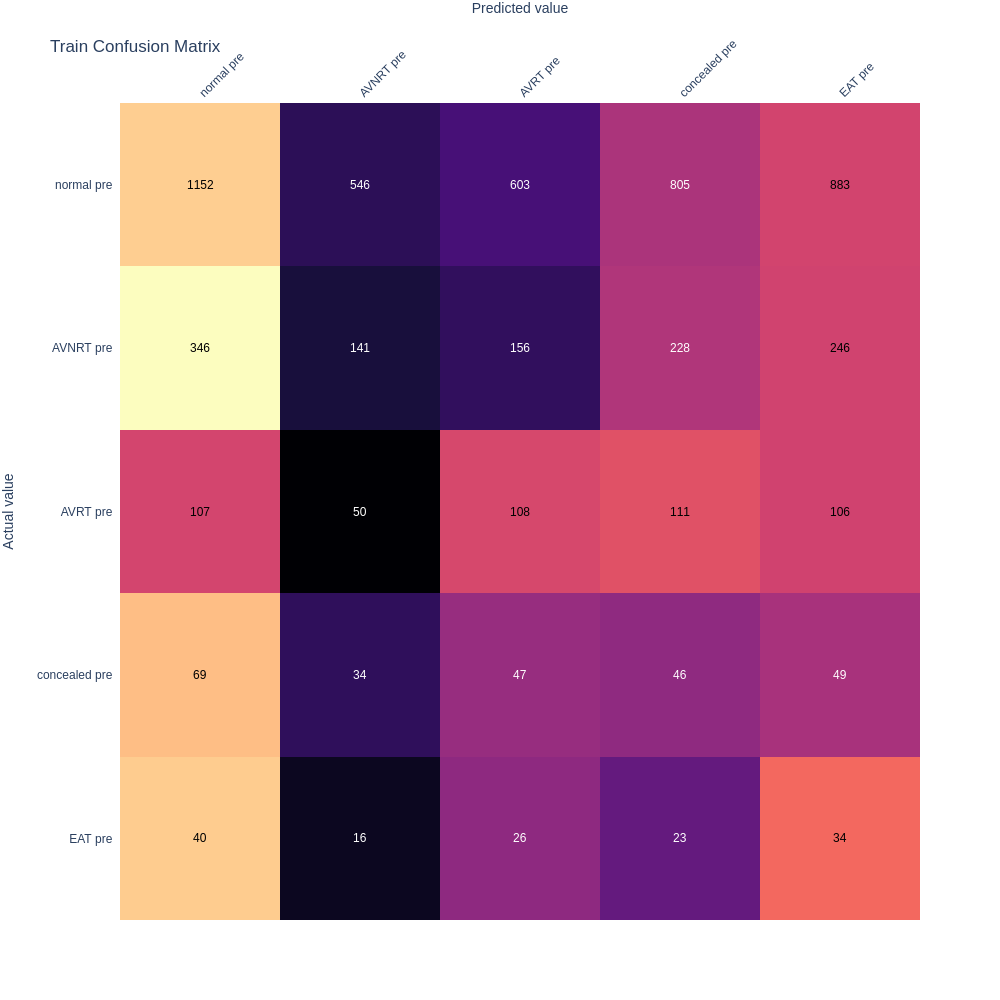 Predicted value
Train Confusion Matrix
normal pre
AVNRT pre
AVRT pre
concealed pre
EAT pre
Actual value
normal pre 1152 546 603 805 883
AVNRT pre 346 141 156 228 246
AVRT pre 107 50 108 111 106
concealed pre 69 34 47 46 49
EAT pre 40 16 26 23 34